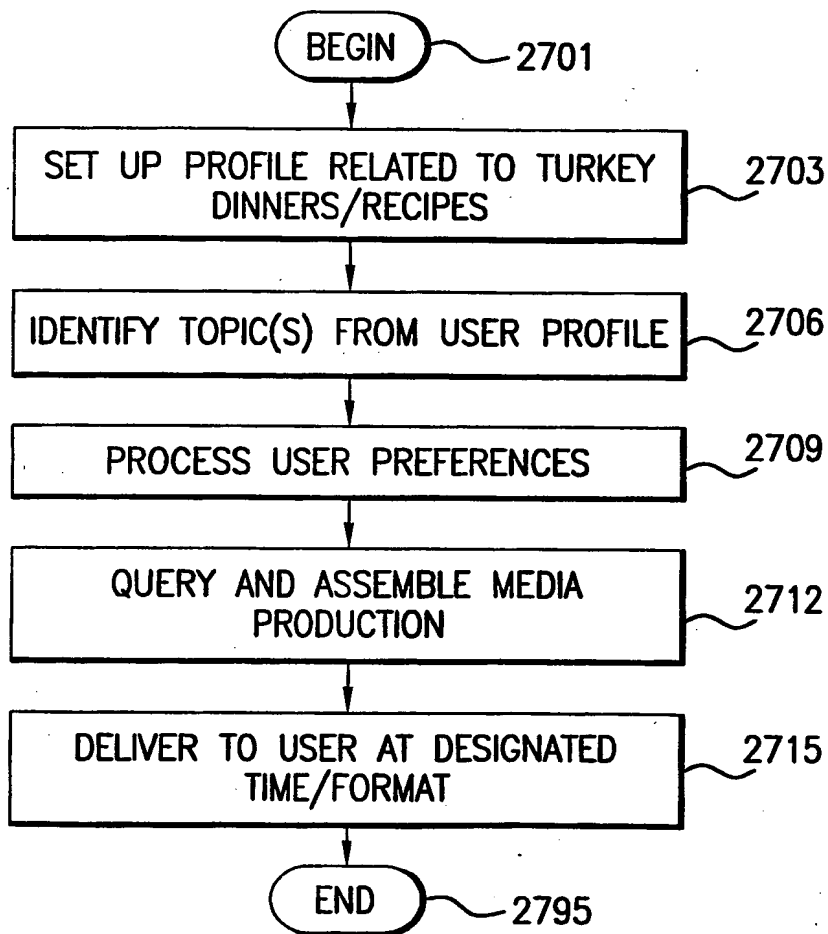 BEGIN
2701
SET UP PROFILE RELATED TO TURKEY
DINNERS/RECIPES
2703
IDENTIFY TOPIC(S) FROM USER PROFILE
2706
PROCESS USER PREFERENCES
2709
QUERY AND ASSEMBLE MEDIA
PRODUCTION
2712
DELIVER TO USER AT DESIGNATED
TIME/FORMAT
2715
END
2795